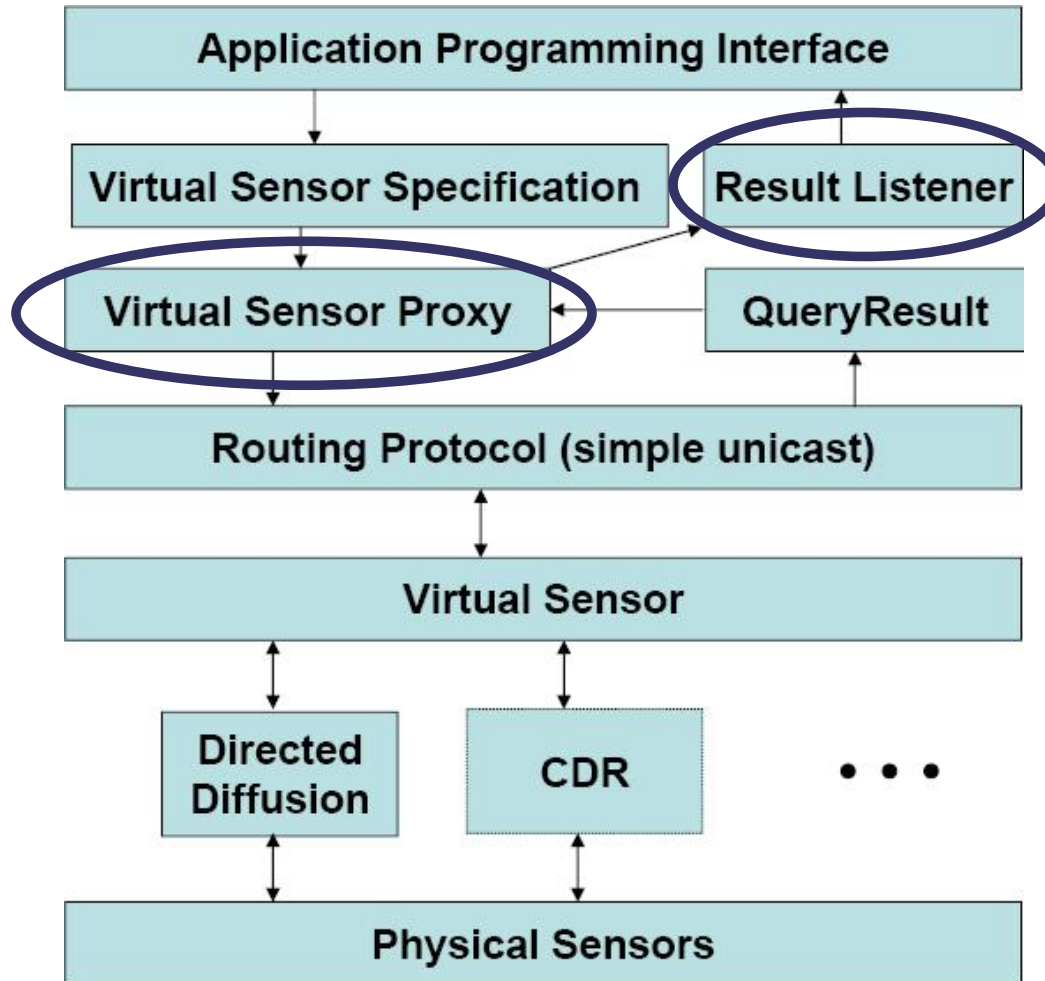 Application Programming Interface
Virtual Sensor Specification
Result Listener
Virtual Sensor Proxy
QueryResult
Routing Protocol (simple unicast)
Virtual Sensor
Directed
Diffusion
CDR
• • •
Physical Sensors